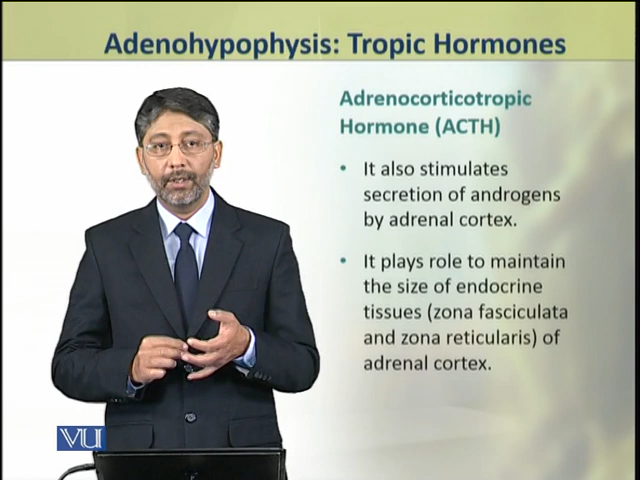 Adenohypophysis: Tropic Hormones
Adrenocorticotropic
Hormone (ACTH)
• It also stimulates
secretion of androgens
by adrenal cortex.
• It plays role to maintain
the size of endocrine
tissues (zona fasciculata
and zona reticularis) of
adrenal cortex.
VU